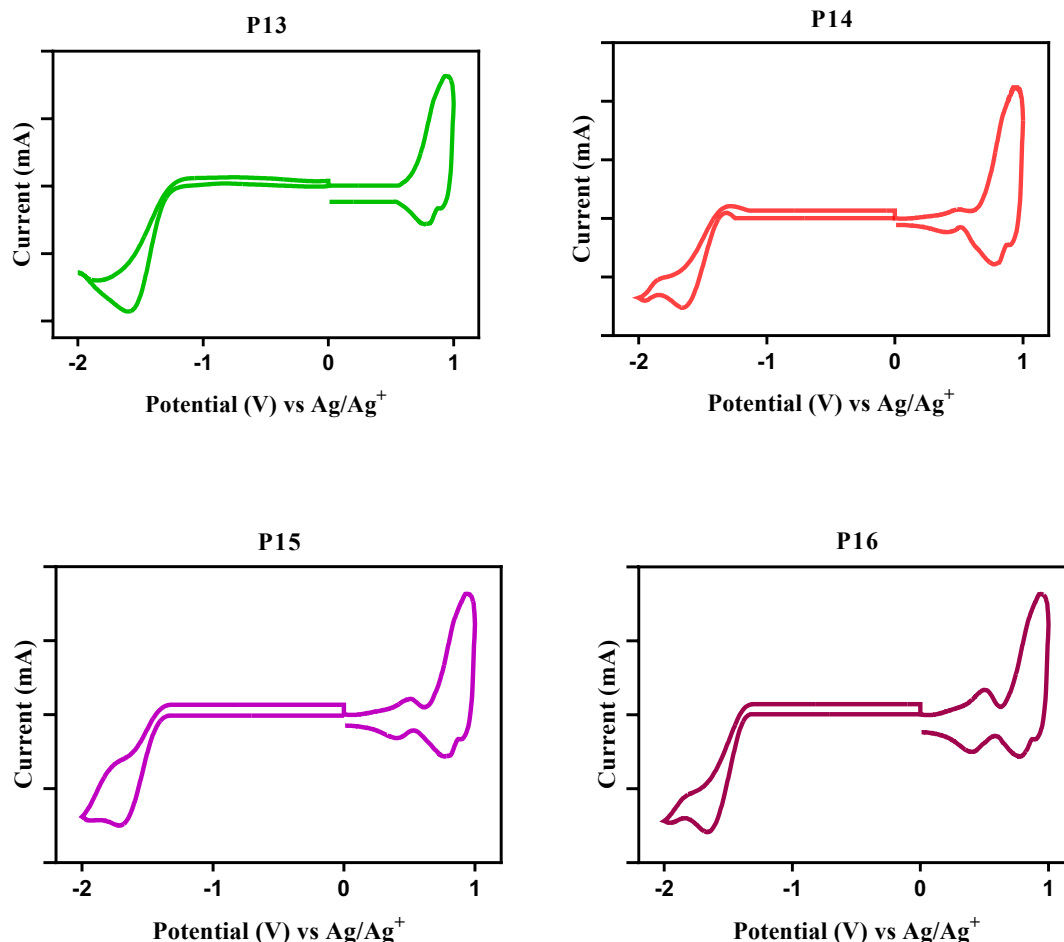 P13
Current (mA)
-2 -1 0 1
Potential (V) vs Ag/Ag⁺
P14
Current (mA)
-2 -1 0 1
Potential (V) vs Ag/Ag⁺
P15
Current (mA)
-2 -1 0 1
Potential (V) vs Ag/Ag⁺
P16
Current (mA)
-2 -1 0 1
Potential (V) vs Ag/Ag⁺